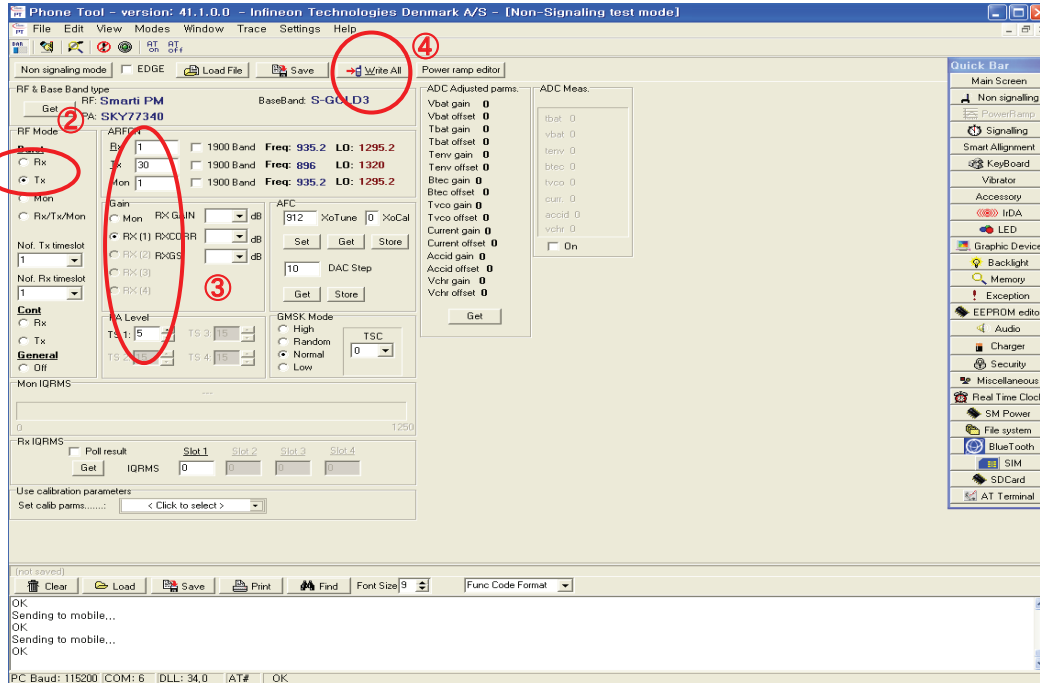 Phone Tool - version: 41.1.0.0 - Infineon Technologies Denmark A/S - [Non-Signaling test mode]
File Edit View Modes Window Trace Settings Help
BAR AT on AT off
④
Non signaling mode EDGE Load File Save Write All Power ramp editor
RF & Base Band type
Get RF: Smarti PM BaseBand: S-GOLD3
PA: SKY77340
②
RF Mode
Burst
Rx
Tx
Mon
Rx/Tx/Mon
Nof. Tx timeslot
1
Nof. Rx timeslot
1
Cont
Rx
Tx
General
Off
ARFCN
Rx 1 1900 Band Freq: 935.2 LO: 1295.2
Tx 30 1900 Band Freq: 896 LO: 1320
Mon 1 1900 Band Freq: 935.2 LO: 1295.2
Gain
Mon RX GAIN dB
RX (1) RXCORR dB
RX (2) RXGS dB
RX (3)
RX (4)
③
PA Level
TS 1: 5 TS 3: 15
TS 2: 15 TS 4: 15
AFC
912 XoTune 0 XoCal
Set Get Store
10 DAC Step
Get Store
GMSK Mode
High
Random
Normal
Low
TSC
0
Mon IQRMS
---
0 1250
Rx IQRMS
Poll result Slot 1 Slot 2 Slot 3 Slot 4
Get IQRMS 0 0 0 0
Use calibration parameters
Set calib parms......: < Click to select >
ADC Adjusted parms.
Vbat gain 0
Vbat offset 0
Tbat gain 0
Tbat offset 0
Tenv gain 0
Tenv offset 0
Btec gain 0
Btec offset 0
Tvco gain 0
Tvco offset 0
Current gain 0
Current offset 0
Accid gain 0
Accid offset 0
Vchr gain 0
Vchr offset 0
Get
ADC Meas.
tbat 0
vbat 0
tenv 0
btec 0
tvco 0
curr. 0
accid 0
vchr 0
On
Quick Bar
Main Screen
Non signalling
PowerRamp
Signalling
Smart Allignment
KeyBoard
Vibrator
Accessory
IrDA
LED
Graphic Device
Backlight
Memory
Exception
EEPROM edito
Audio
Charger
Security
Miscellaneous
Real Time Clock
SM Power
File system
BlueTooth
SIM
SDCard
AT Terminal
(not saved)
Clear Load Save Print Find Font Size 9 Func Code Format
OK
Sending to mobile...
OK
Sending to mobile...
OK
PC Baud: 115200 COM: 6 DLL: 34,0 AT# OK